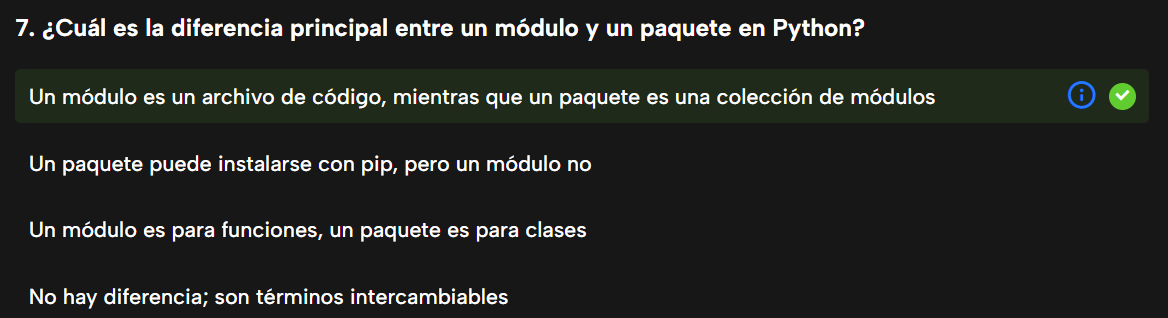 7. ¿Cuál es la diferencia principal entre un módulo y un paquete en Python?
Un módulo es un archivo de código, mientras que un paquete es una colección de módulos
Un paquete puede instalarse con pip, pero un módulo no
Un módulo es para funciones, un paquete es para clases
No hay diferencia; son términos intercambiables